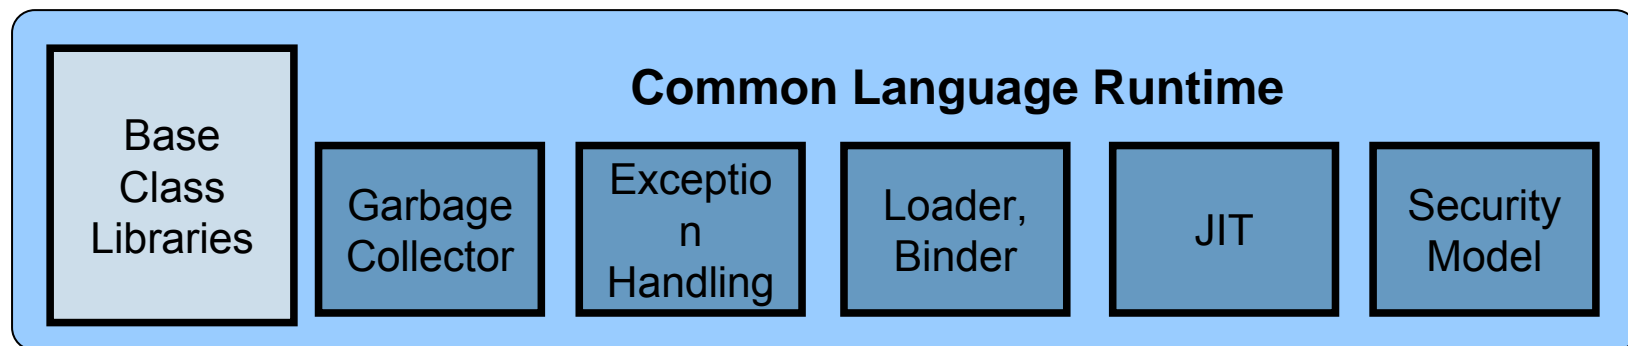 Common Language Runtime
Base
Class
Libraries
Garbage
Collector
Exceptio
n
Handling
Loader,
Binder
JIT
Security
Model